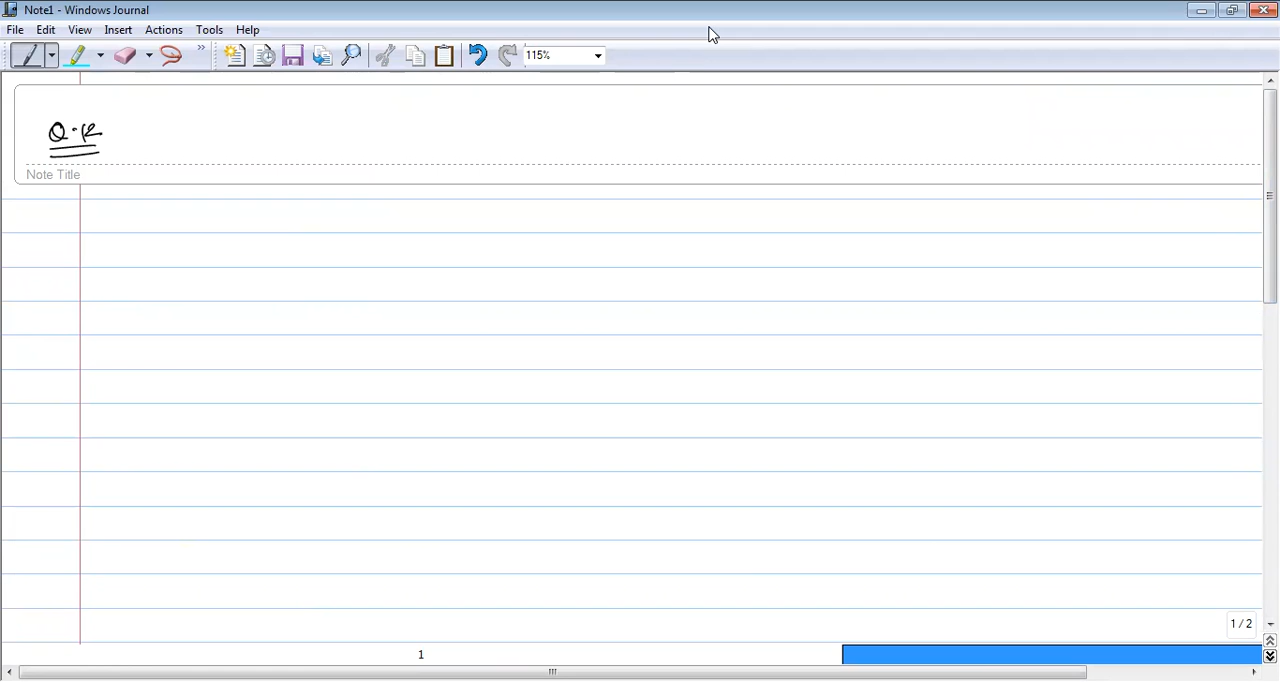 Note1 - Windows Journal
File Edit View Insert Actions Tools Help
» 115%
Q.12
Note Title
1 / 2
1